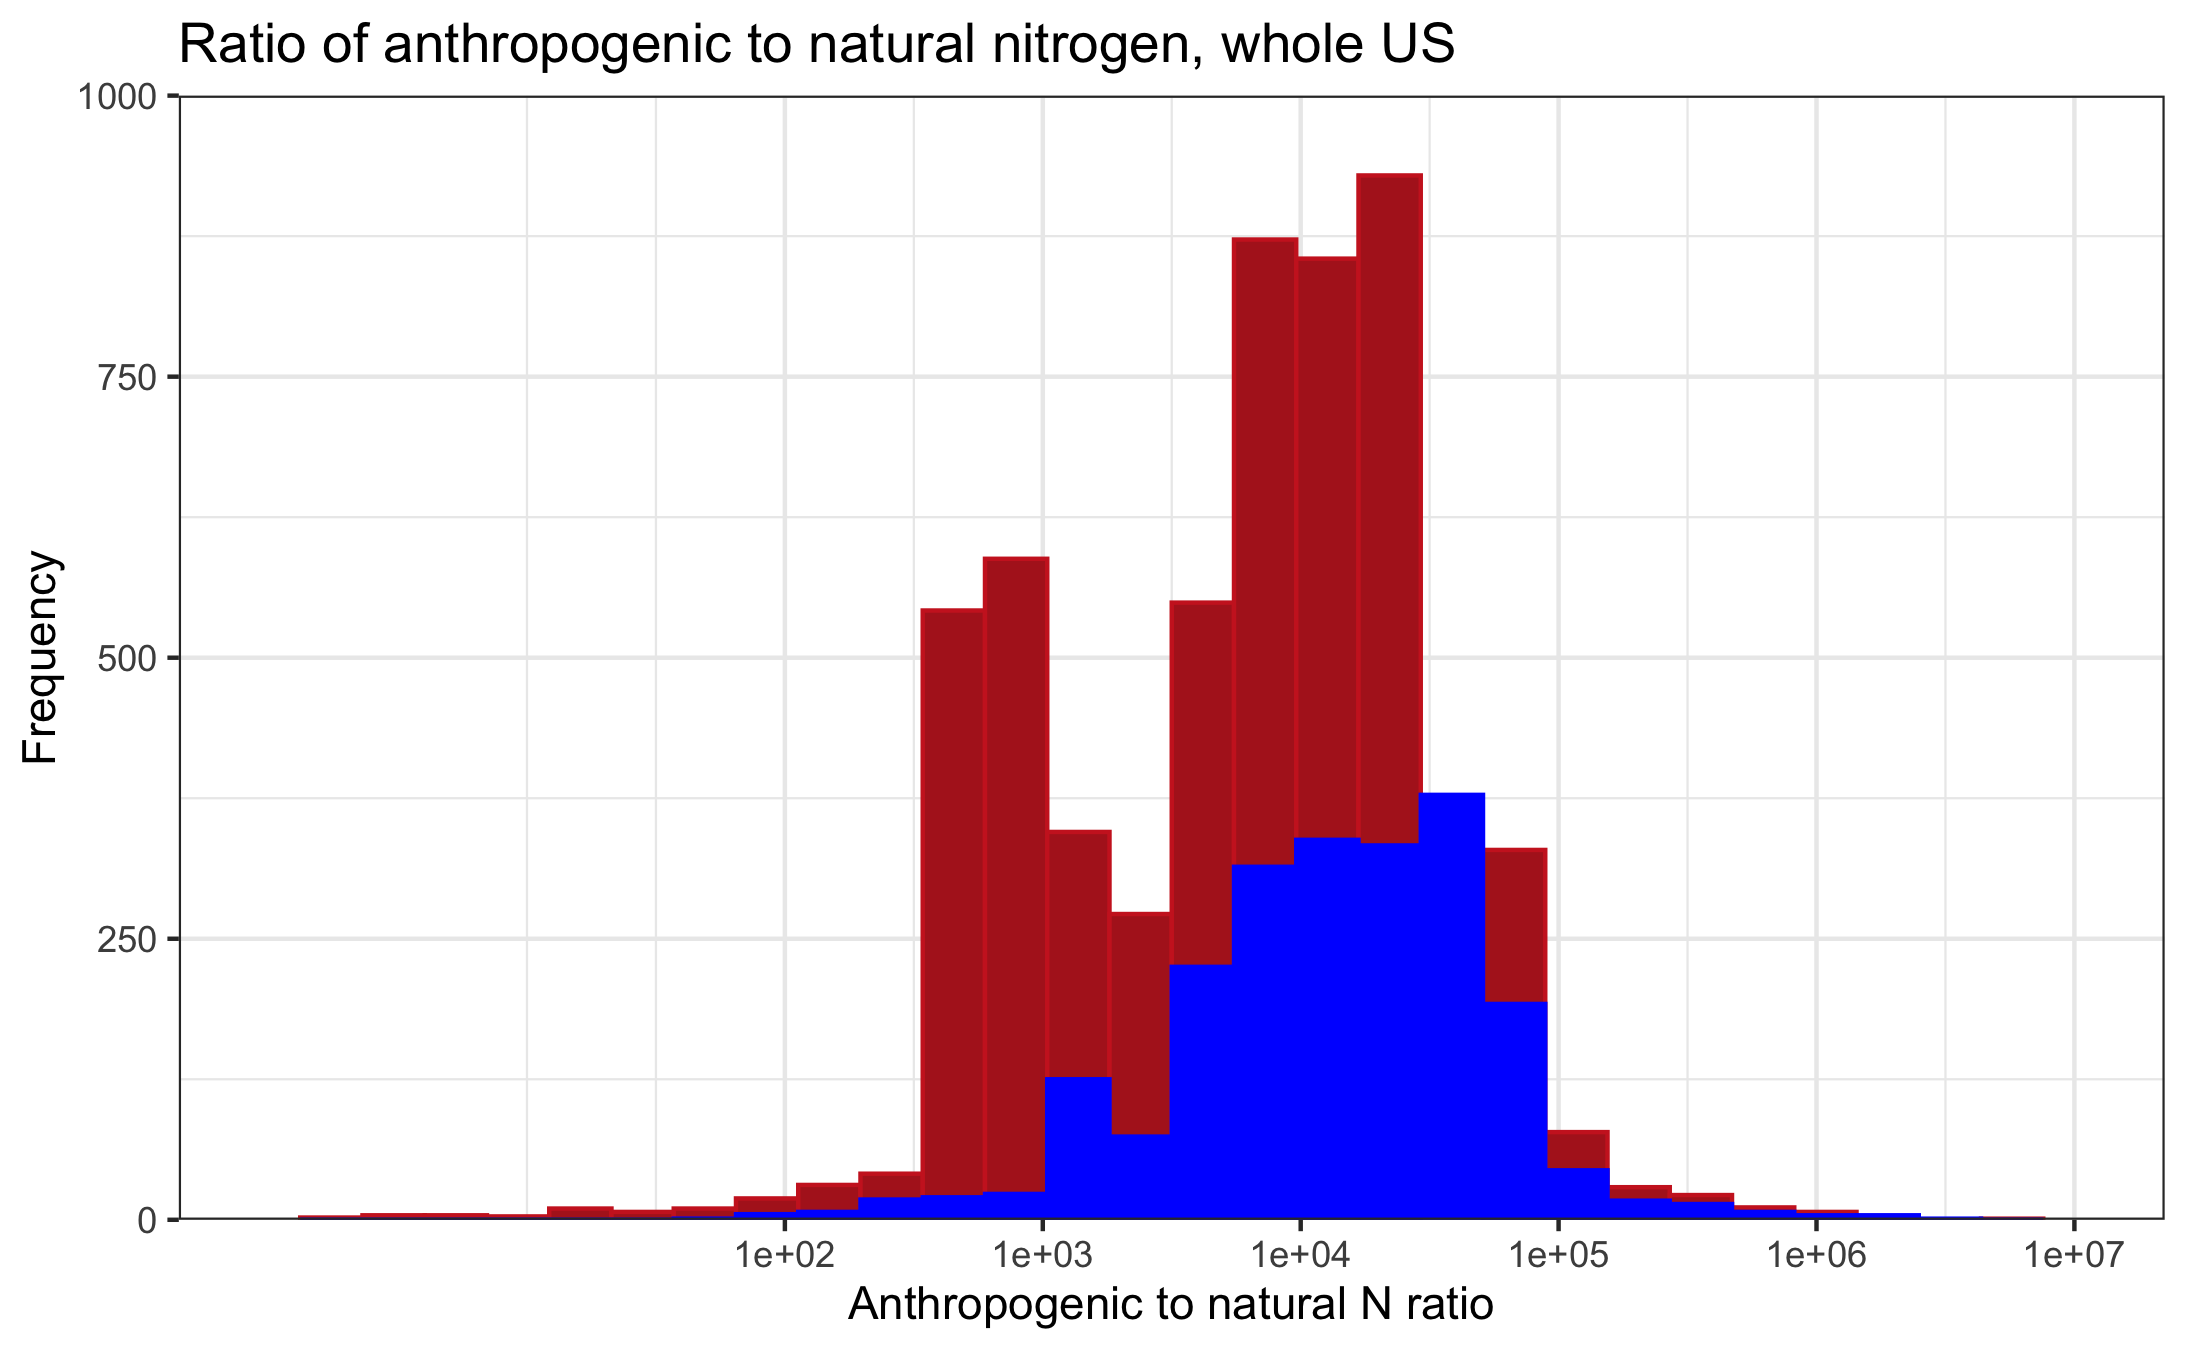 Ratio of anthropogenic to natural nitrogen, whole US
1000
750
500
250
0
Frequency
1e+02 1e+03 1e+04 1e+05 1e+06 1e+07
Anthropogenic to natural N ratio